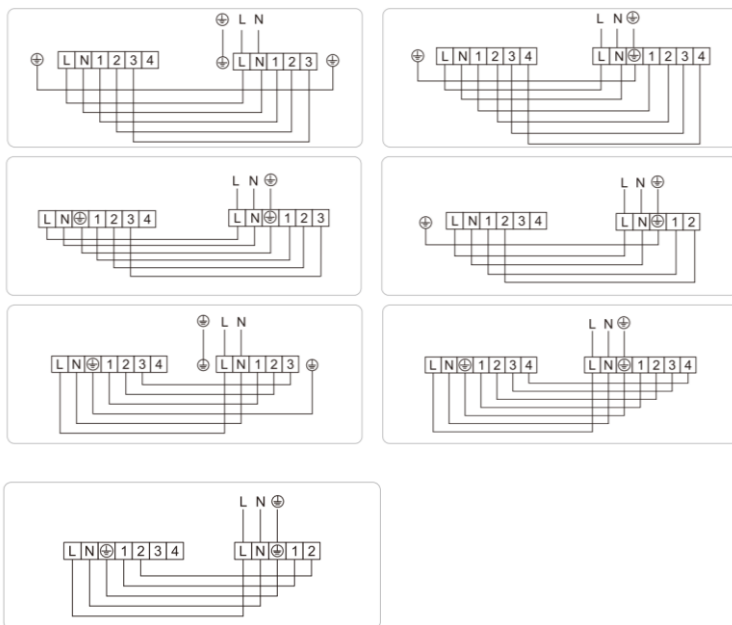 ⏚ L N
⏚ L N 1 2 3 4 ⏚ L N 1 2 3 ⏚
L N ⏚
⏚ L N 1 2 3 4 L N ⏚ 1 2 3 4
L N ⏚
L N ⏚ 1 2 3 4 L N ⏚ 1 2 3
L N ⏚
⏚ L N 1 2 3 4 L N ⏚ 1 2
⏚ L N
L N ⏚ 1 2 3 4 ⏚ L N 1 2 3 ⏚
L N ⏚
L N ⏚ 1 2 3 4 L N ⏚ 1 2 3 4
L N ⏚
L N ⏚ 1 2 3 4 L N ⏚ 1 2